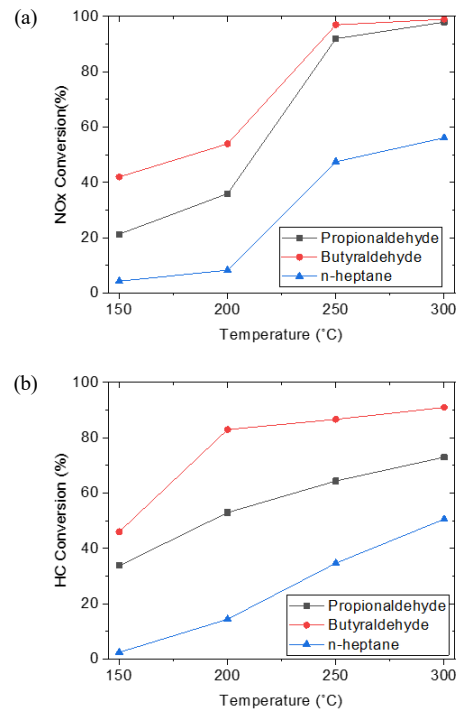 (a)
NOx Conversion(%)
100
80
60
40
20
0
Propionaldehyde
Butyraldehyde
n-heptane
150 200 250 300
Temperature (˚C)
(b)
HC Conversion (%)
100
80
60
40
20
0
Propionaldehyde
Butyraldehyde
n-heptane
150 200 250 300
Temperature (˚C)